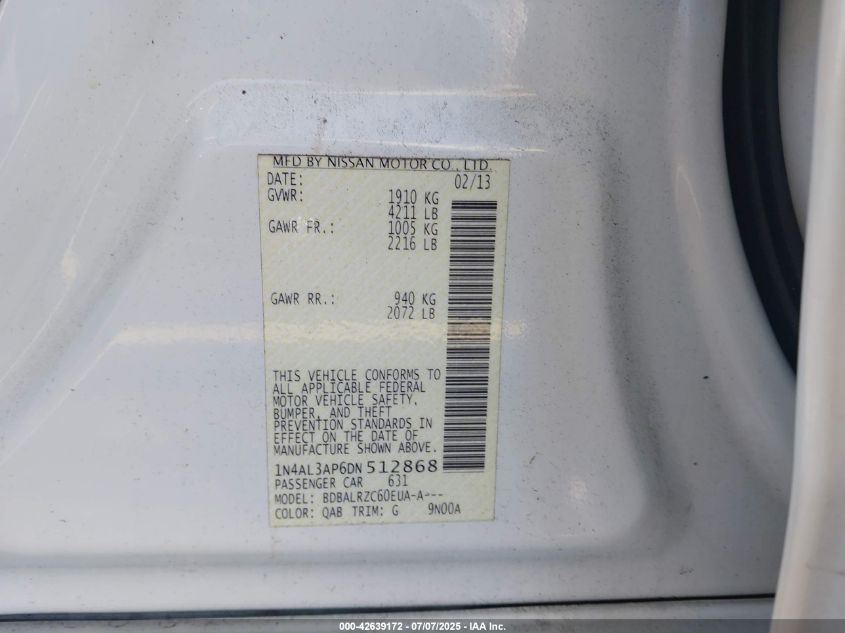 MFD BY NISSAN MOTOR CO., LTD.
DATE: 02/13
GVWR: 1910 KG
4211 LB
GAWR FR.: 1005 KG
2216 LB
GAWR RR.: 940 KG
2072 LB
THIS VEHICLE CONFORMS TO
ALL APPLICABLE FEDERAL
MOTOR VEHICLE SAFETY,
BUMPER, AND THEFT
PREVENTION STANDARDS IN
EFFECT ON THE DATE OF
MANUFACTURE SHOWN ABOVE.
1N4AL3AP6DN512868
PASSENGER CAR 631
MODEL: BDBALRZC60EUA-A---
COLOR: QAB TRIM: G 9N00A
000-42639172 - 07/07/2025 - IAA Inc.